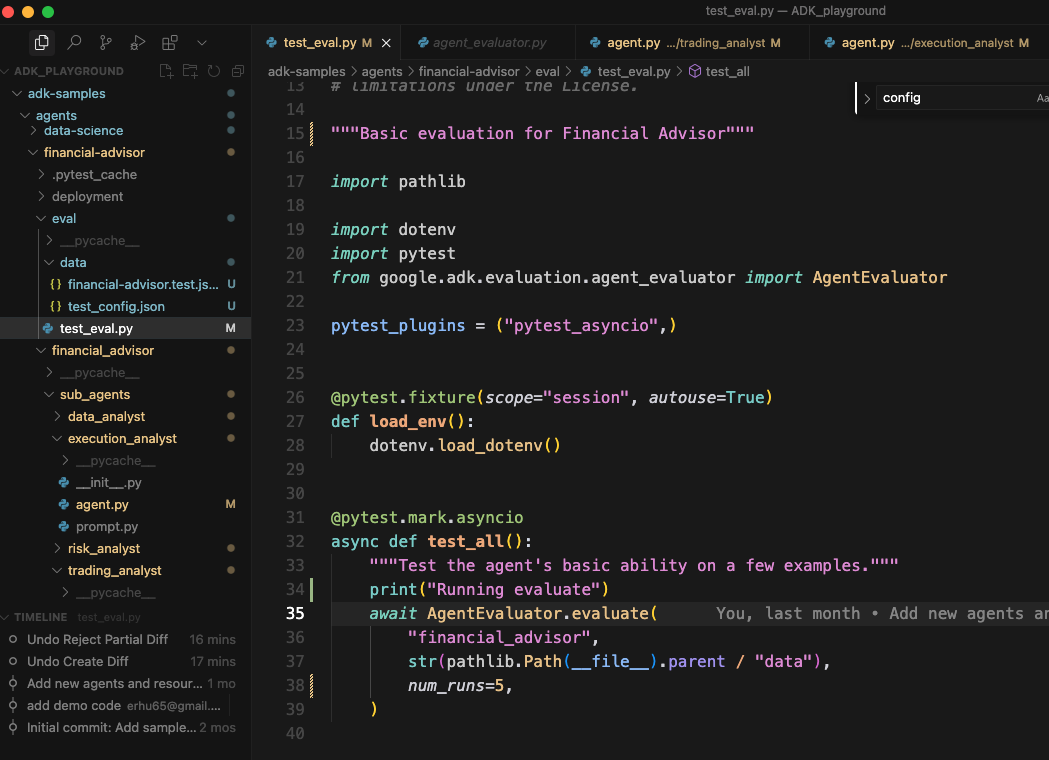 test_eval.py — ADK_playground
test_eval.py M
agent_evaluator.py
agent.py .../trading_analyst M
agent.py .../execution_analyst M
ADK_PLAYGROUND
adk-samples
agents
data-science
financial-advisor
.pytest_cache
deployment
eval
__pycache__
data
financial-advisor.test.js... U
test_config.json U
test_eval.py M
financial_advisor
__pycache__
sub_agents
data_analyst
execution_analyst
__pycache__
__init__.py
agent.py M
prompt.py
risk_analyst
trading_analyst
__pycache__
TIMELINE test_eval.py
Undo Reject Partial Diff 16 mins
Undo Create Diff 17 mins
Add new agents and resour... 1 mo
add demo code erhu65@gmail....
Initial commit: Add sample... 2 mos
adk-samples > agents > financial-advisor > eval > test_eval.py > test_all
config Aa
13 # limitations under the License.
14
15 """Basic evaluation for Financial Advisor"""
16
17 import pathlib
18
19 import dotenv
20 import pytest
21 from google.adk.evaluation.agent_evaluator import AgentEvaluator
22
23 pytest_plugins = ("pytest_asyncio",)
24
25
26 @pytest.fixture(scope="session", autouse=True)
27 def load_env():
28     dotenv.load_dotenv()
29
30
31 @pytest.mark.asyncio
32 async def test_all():
33     """Test the agent's basic ability on a few examples."""
34     print("Running evaluate")
35     await AgentEvaluator.evaluate( You, last month • Add new agents
36         "financial_advisor",
37         str(pathlib.Path(__file__).parent / "data"),
38         num_runs=5,
39     )
40